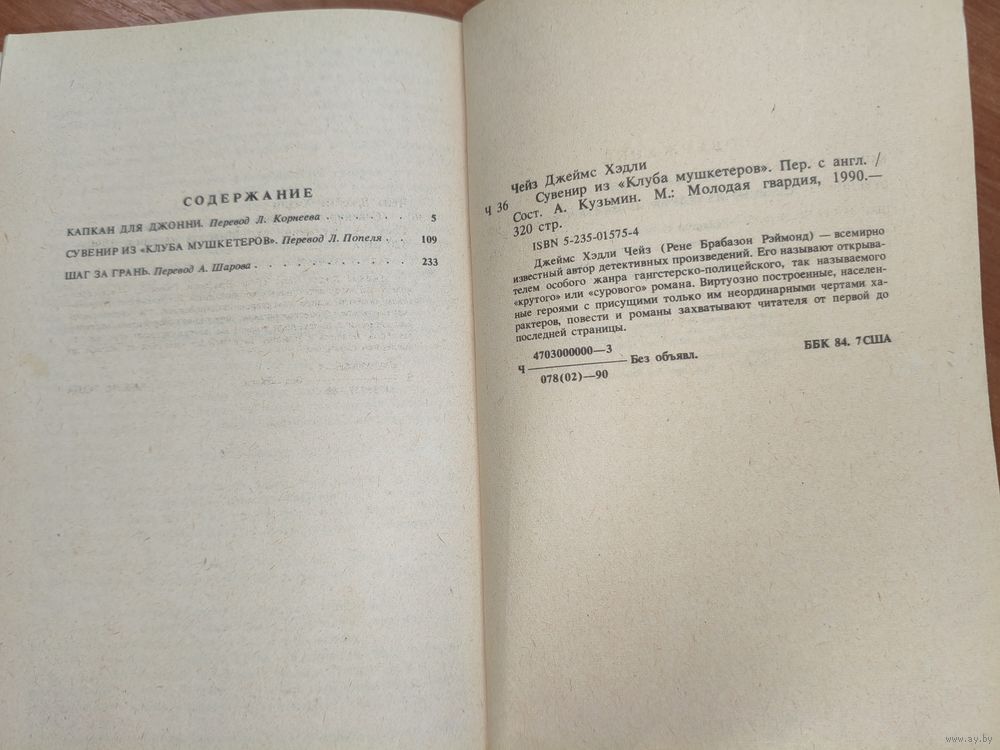 СОДЕРЖАНИЕ
КАПКАН ДЛЯ ДЖОННИ. Перевод Л. Корнеева . . . . . . . . . 5
СУВЕНИР ИЗ «КЛУБА МУШКЕТЕРОВ». Перевод Л. Попеля . . 109
ШАГ ЗА ГРАНЬ. Перевод А. Шарова . . . . . . . . . . . . . 233
Чейз Джеймс Хэдли
Ч 36 Сувенир из «Клуба мушкетеров». Пер. с англ. /
Сост. А. Кузьмин. М.: Молодая гвардия, 1990.—
320 стр.
ISBN 5-235-01575-4
Джеймс Хэдли Чейз (Рене Брабазон Рэймонд) — всемирно
известный автор детективных произведений. Его называют открыва-
телем особого жанра гангстерско-полицейского, так называемого
«крутого» или «сурового» романа. Виртуозно построенные, населен-
ные героями с присущими только им неординарными чертами ха-
рактеров, повести и романы захватывают читателя от первой до
последней страницы.
4703000000—3
Ч ———— Без объявл. ББК 84. 7США
078(02)—90
www.ay.by